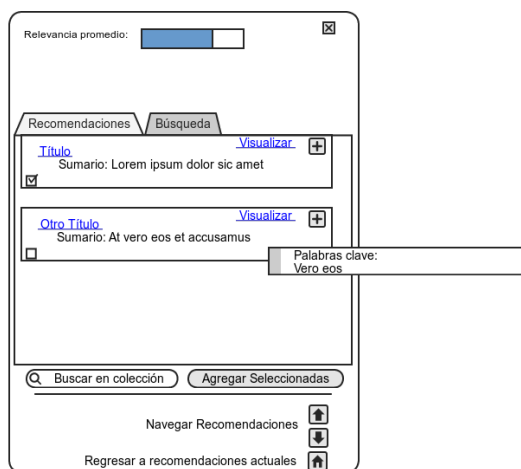 Relevancia promedio:
Recomendaciones
Búsqueda
Visualizar
Título
Sumario: Lorem ipsum dolor sic amet
Visualizar
Otro Título
Sumario: At vero eos et accusamus
Palabras clave:
Vero eos
Buscar en colección
Agregar Seleccionadas
Navegar Recomendaciones
Regresar a recomendaciones actuales